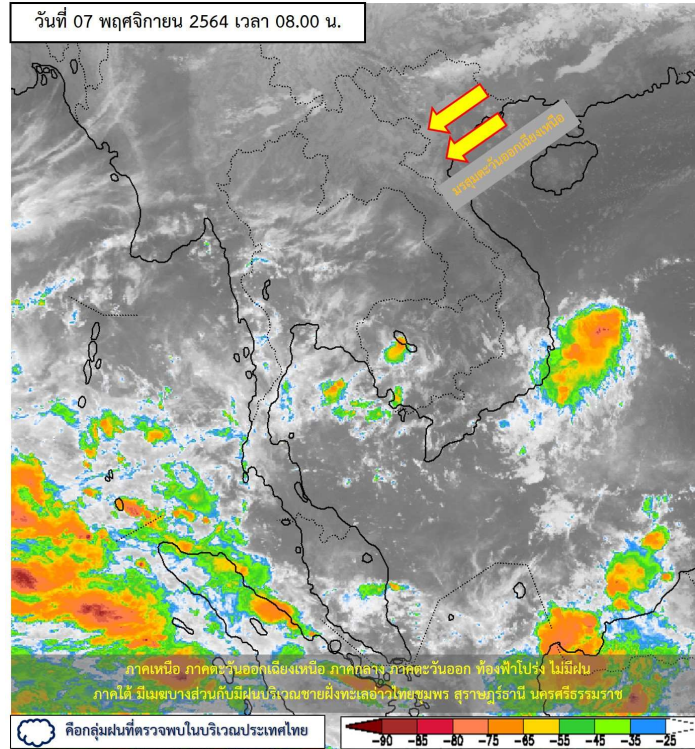 วันที่ 07 พฤศจิกายน 2564 เวลา 08.00 น.
มรสุมตะวันออกเฉียงเหนือ
ภาคเหนือ ภาคตะวันออกเฉียงเหนือ ภาคกลาง ภาคตะวันออก ท้องฟ้าโปร่ง ไม่มีฝน
ภาคใต้ มีเมฆบางส่วนกับมีฝนบริเวณชายฝั่งทะเลอ่าวไทยชุมพร สุราษฎร์ธานี นครศรีธรรมราช
คือกลุ่มฝนที่ตรวจพบในบริเวณประเทศไทย
-90 -85 -80 -75 -65 -55 -45 -35 -25